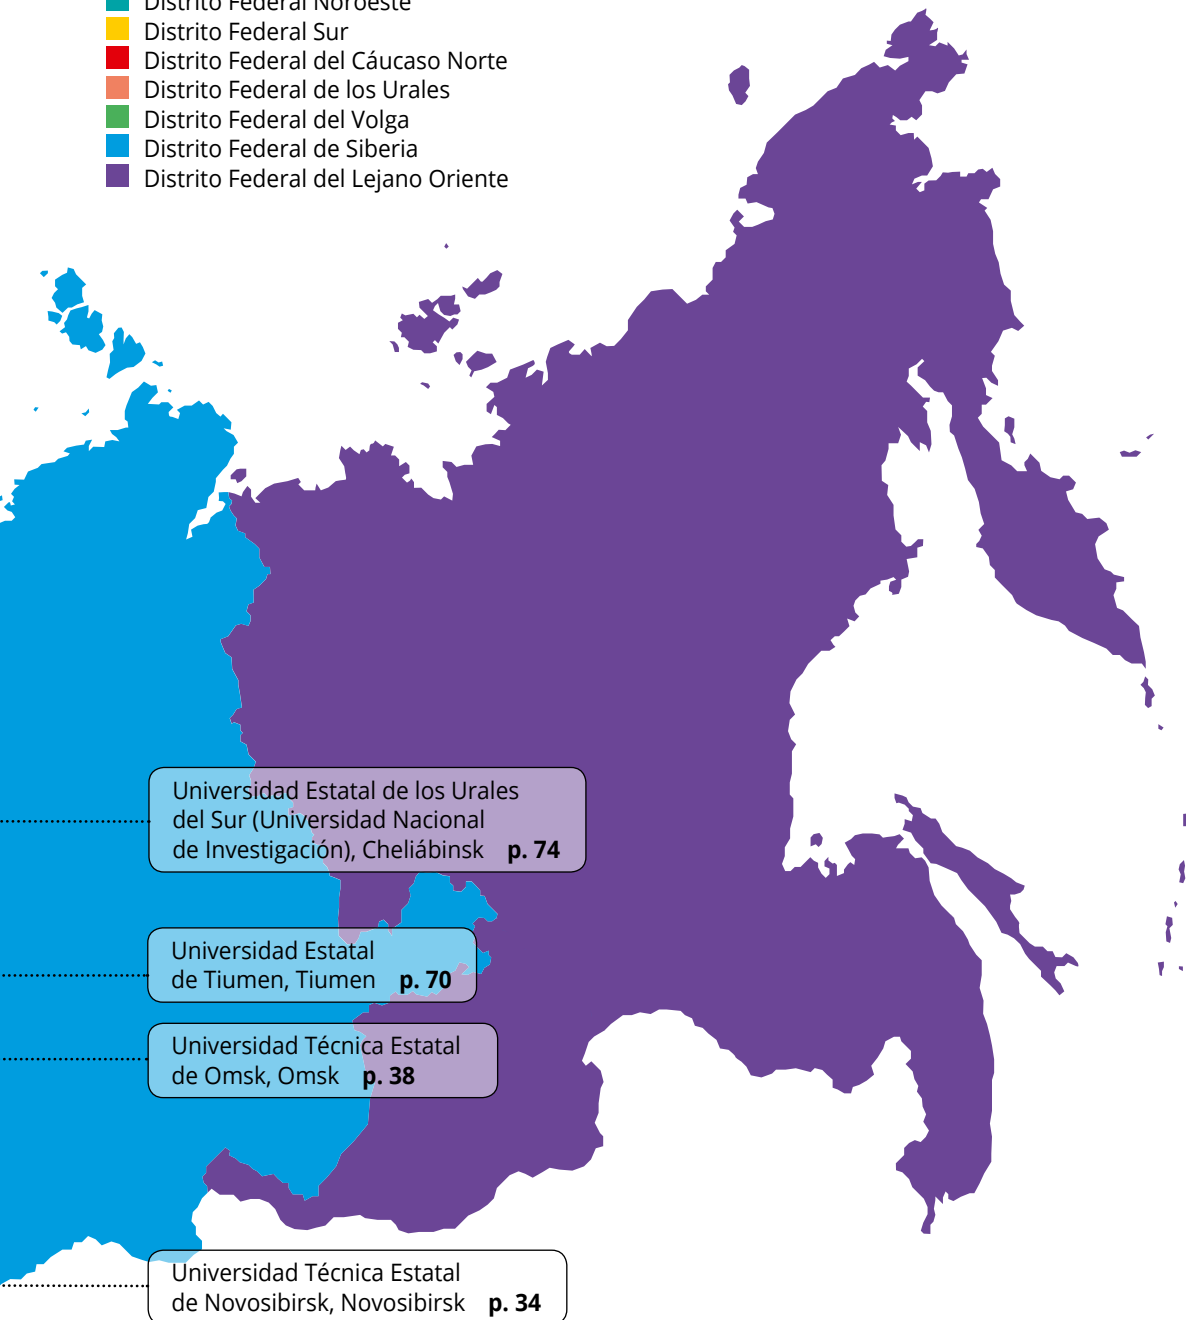 Distrito Federal Noroeste
Distrito Federal Sur
Distrito Federal del Cáucaso Norte
Distrito Federal de los Urales
Distrito Federal del Volga
Distrito Federal de Siberia
Distrito Federal del Lejano Oriente
Universidad Estatal de los Urales
del Sur (Universidad Nacional
de Investigación), Cheliábinsk p. 74
Universidad Estatal
de Tiumen, Tiumen p. 70
Universidad Técnica Estatal
de Omsk, Omsk p. 38
Universidad Técnica Estatal
de Novosibirsk, Novosibirsk p. 34